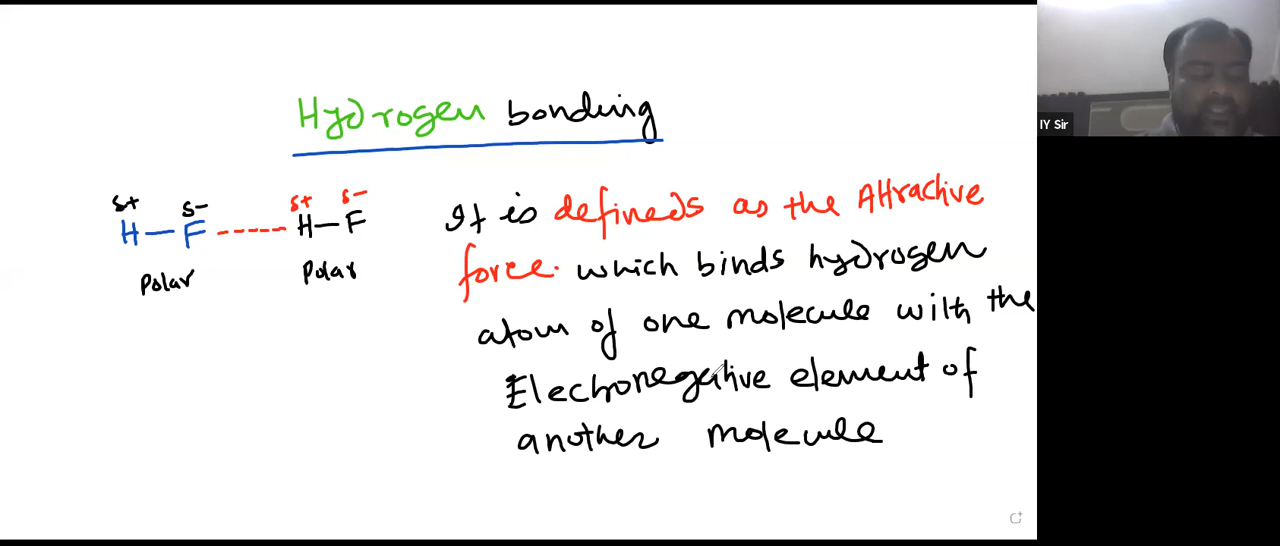 Hydrogen bonding
δ+ δ- δ+ δ-
H—F-----H—F
Polar Polar
It is defineds as the Attractive
force. which binds hydrogen
atom of one molecule with the
Electronegative element of
another molecule
IY Sir